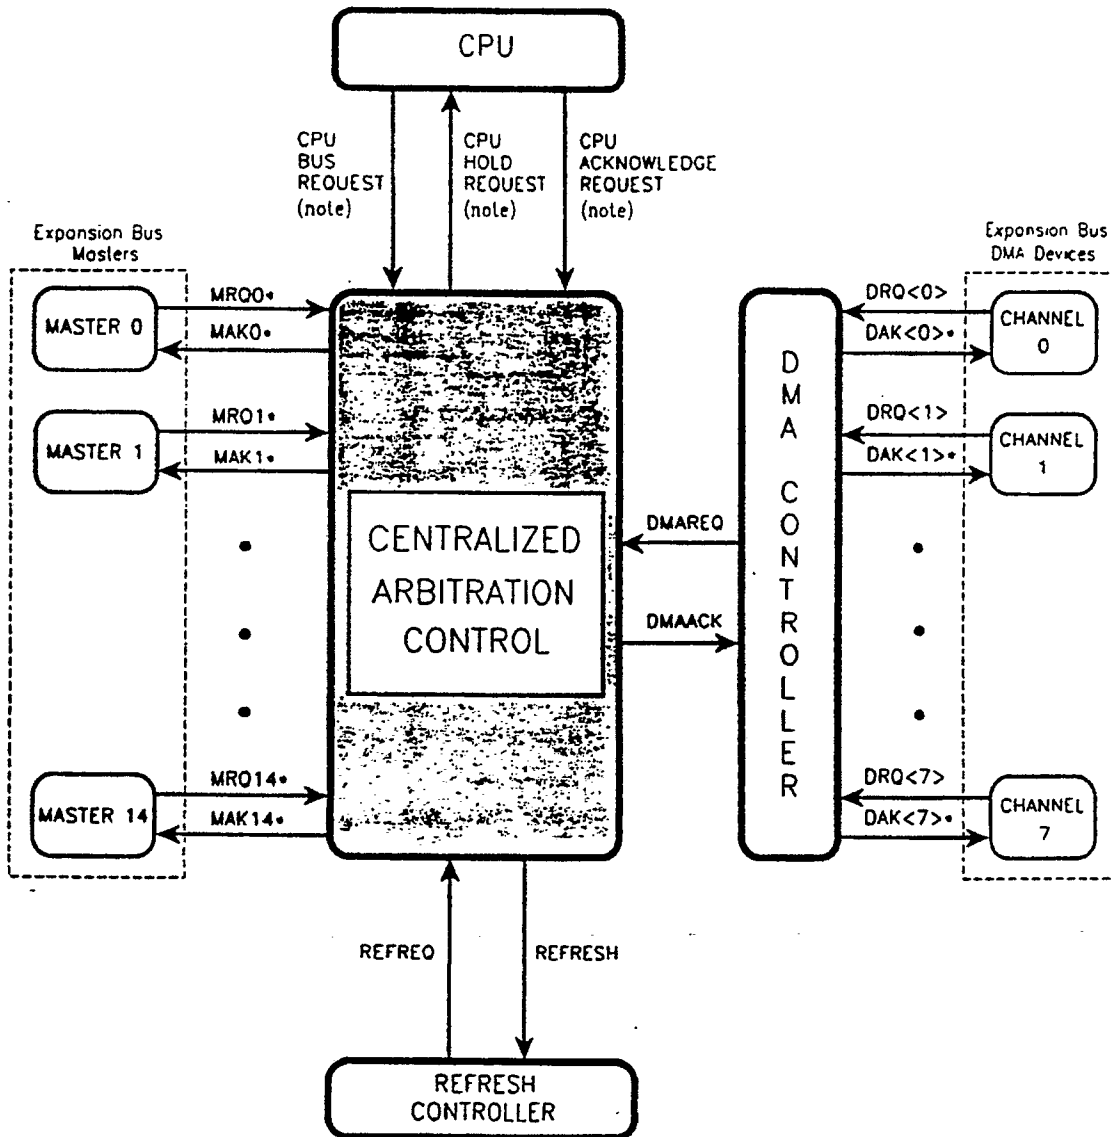 CPU
CPU
BUS
REQUEST
(note)
CPU
HOLD
REQUEST
(note)
CPU
ACKNOWLEDGE
REQUEST
(note)
Expansion Bus
Masters
MASTER 0
MRQ0*
MAK0*
MASTER 1
MRQ1*
MAK1*
MASTER 14
MRQ14*
MAK14*
CENTRALIZED
ARBITRATION
CONTROL
DMAREQ
DMAACK
DMA CONTROLLER
Expansion Bus
DMA Devices
DRQ<0>
DAK<0>*
CHANNEL
0
DRQ<1>
DAK<1>*
CHANNEL
1
DRQ<7>
DAK<7>*
CHANNEL
7
REFREQ
REFRESH
REFRESH
CONTROLLER